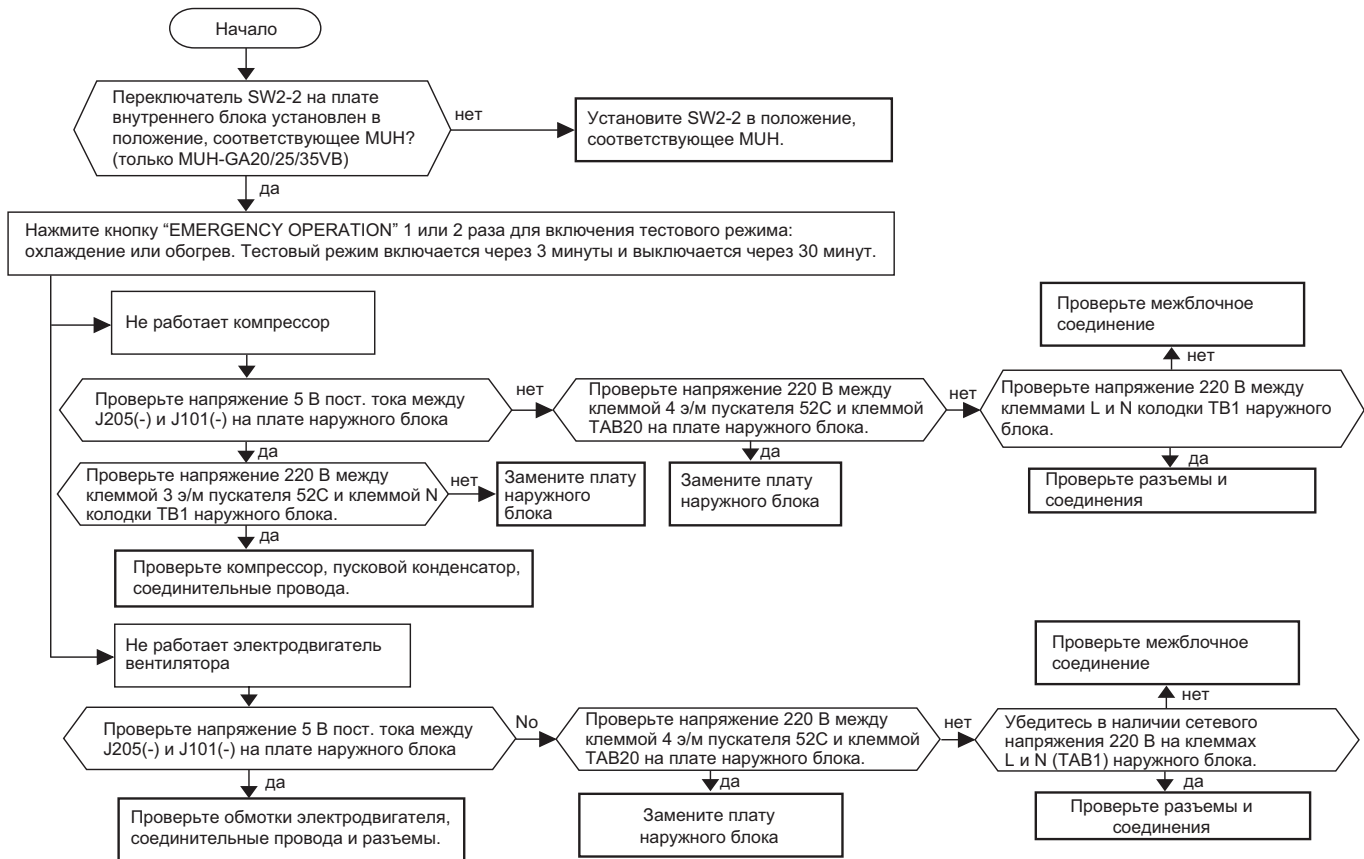 Начало
Переключатель SW2-2 на плате
внутреннего блока установлен в
положение, соответствующее MUH?
(только MUH-GA20/25/35VB)
нет
Установите SW2-2 в положение,
соответствующее MUH.
да
Нажмите кнопку “EMERGENCY OPERATION” 1 или 2 раза для включения тестового режима:
охлаждение или обогрев. Тестовый режим включается через 3 минуты и выключается через 30 минут.
Не работает компрессор
Проверьте напряжение 5 В пост. тока между
J205(-) и J101(-) на плате наружного блока
нет
Проверьте напряжение 220 В между
клеммой 4 э/м пускателя 52С и клеммой
TAB20 на плате наружного блока.
нет
Проверьте напряжение 220 В между
клеммами L и N колодки TB1 наружного
блока.
нет
Проверьте межблочное
соединение
да
Проверьте разъемы и
соединения
да
Замените плату
наружного блока
да
Проверьте напряжение 220 В между
клеммой 3 э/м пускателя 52С и клеммой N
колодки TB1 наружного блока.
нет
Замените плату
наружного
блока
да
Проверьте компрессор, пусковой конденсатор,
соединительные провода.
Не работает электродвигатель
вентилятора
Проверьте напряжение 5 В пост. тока между
J205(-) и J101(-) на плате наружного блока
No
Проверьте напряжение 220 В между
клеммой 4 э/м пускателя 52С и клеммой
TAB20 на плате наружного блока.
нет
Убедитесь в наличии сетевого
напряжения 220 В на клеммах
L и N (TAB1) наружного блока.
нет
Проверьте межблочное
соединение
да
Проверьте разъемы и
соединения
да
Замените плату
наружного блока
да
Проверьте обмотки электродвигателя,
соединительные провода и разъемы.